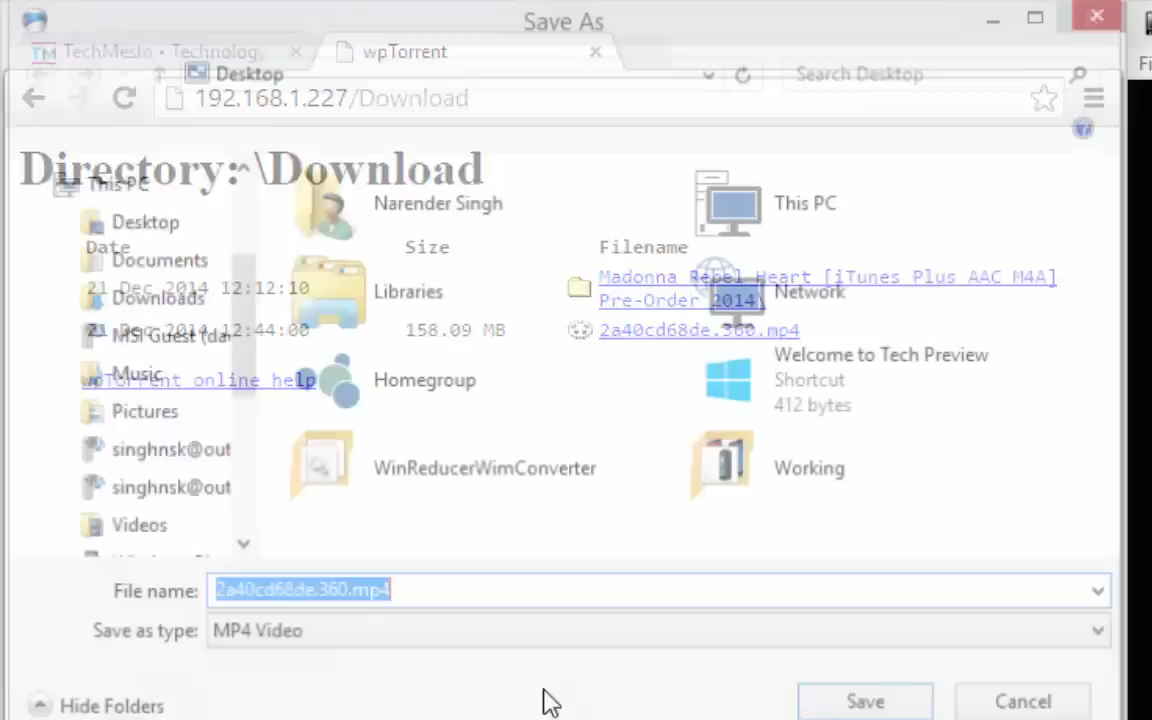 Save As
TechMesto • Technology
wpTorrent
Desktop
Search Desktop
192.168.1.227/Download
Directory:\Download
This PC
Narender Singh
This PC
Desktop
Date Size Filename
Documents
21 Dec 2014 12:12:10
Madonna Rebel Heart [iTunes Plus AAC M4A]
Pre-Order 2014\
Downloads
Libraries
Network
21 Dec 2014 12:44:00 158.09 MB 2a40cd68de.360.mp4
MSI Guest (da
Welcome to Tech Preview
Shortcut
412 bytes
Music
wpTorrent online help
Homegroup
Pictures
singhnsk@out
WinReducerWimConverter
Working
singhnsk@out
Videos
File name: 2a40cd68de.360.mp4
Save as type: MP4 Video
Hide Folders
Save
Cancel